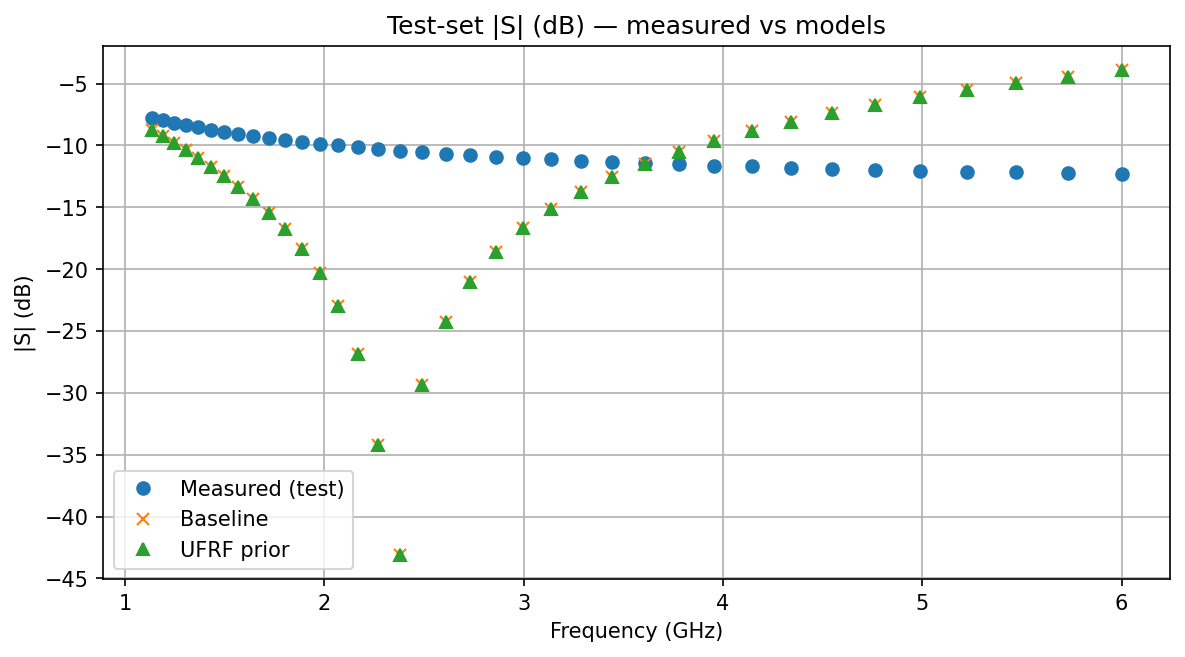 Test-set |S| (dB) — measured vs models
|S| (dB)
−5
−10
−15
−20
−25
−30
−35
−40
−45
Measured (test)
Baseline
UFRF prior
1 2 3 4 5 6
Frequency (GHz)